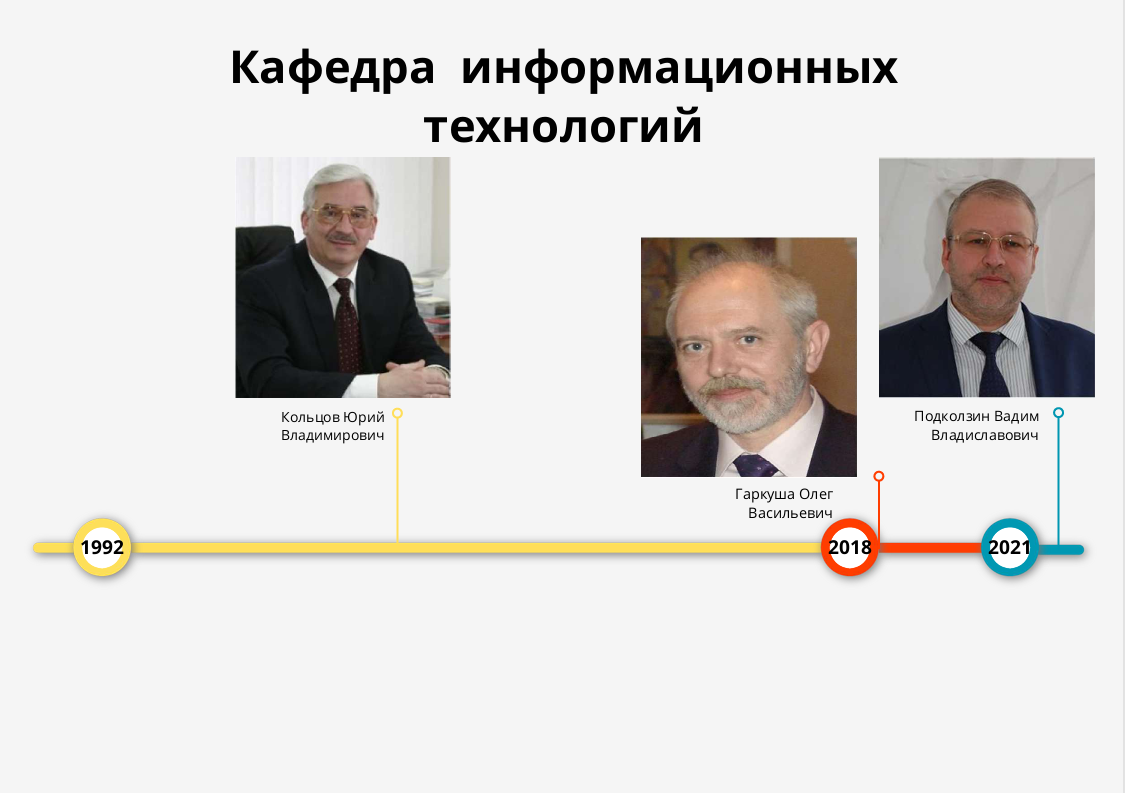 Кафедра информационных
технологий
Кольцов Юрий
Владимирович
Подколзин Вадим
Владиславович
Гаркуша Олег
Васильевич
1992
2018
2021